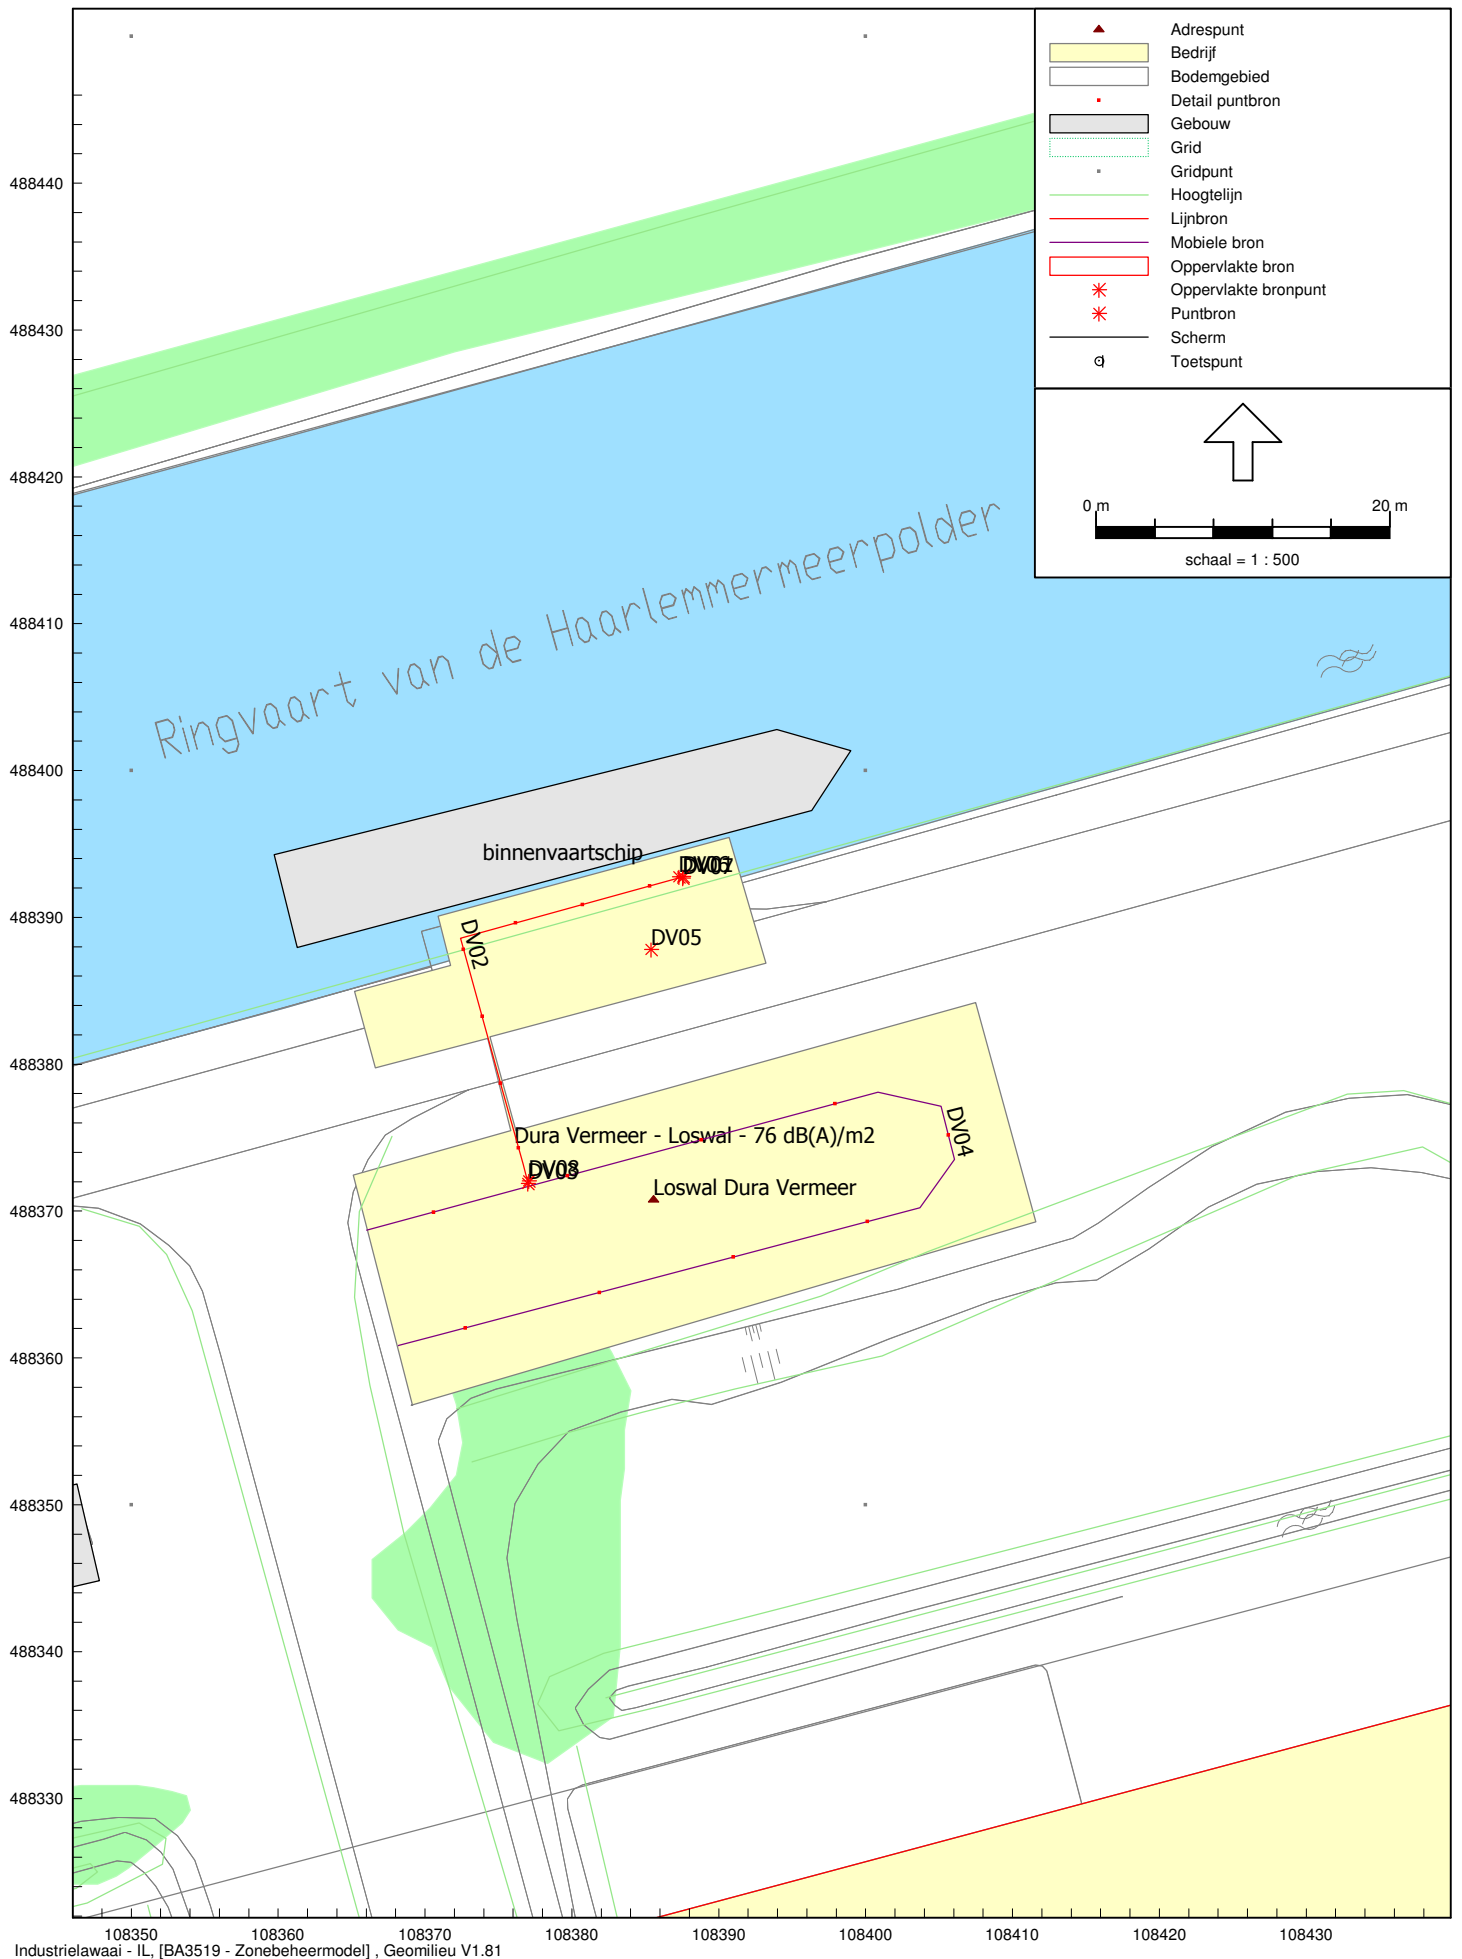 Adrespunt
Bedrijf
Bodemgebied
Detail puntbron
Gebouw
Grid
Gridpunt
Hoogtelijn
Lijnbron
Mobiele bron
Oppervlakte bron
Oppervlakte bronpunt
Puntbron
Scherm
Toetspunt
0 m 20 m
schaal = 1 : 500
488440
488430
488420
488410
488400
488390
488380
488370
488360
488350
488340
488330
Ringvaart van de Haarlemmermeerpolder
binnenvaartschip
DV07
DV05
DV02
Dura Vermeer - Loswal - 76 dB(A)/m2
DV04
Loswal Dura Vermeer
108350 108360 108370 108380 108390 108400 108410 108420 108430
Industrielawaai - IL, [BA3519 - Zonebeheermodel] , Geomilieu V1.81